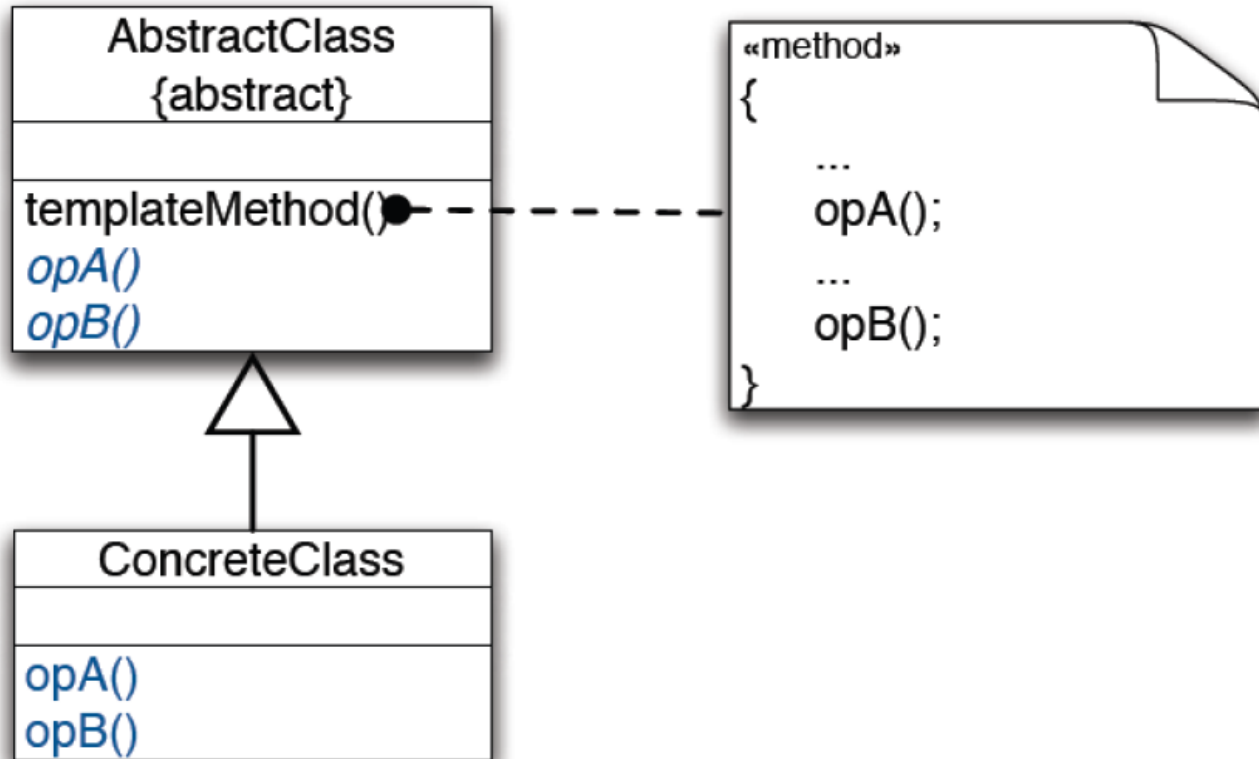 AbstractClass
{abstract}
templateMethod()
opA()
opB()
«method»
{
...
opA();
...
opB();
}
ConcreteClass
opA()
opB()